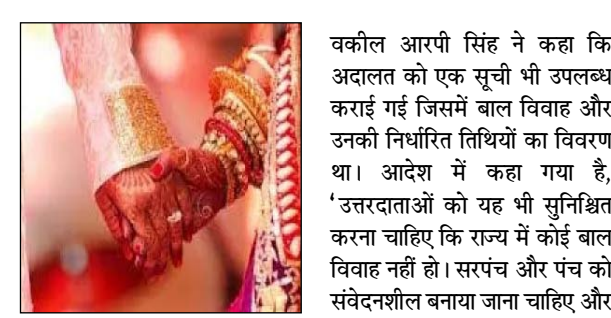 वकील आरपी सिंह ने कहा कि
अदालत को एक सूची भी उपलब्ध
कराई गई जिसमें बाल विवाह और
उनकी निर्धारित तिथियों का विवरण
था। आदेश में कहा गया है,
‘उत्तरदाताओं को यह भी सुनिश्चित
करना चाहिए कि राज्य में कोई बाल
विवाह नहीं हो। सरपंच और पंच को
संवेदनशील बनाया जाना चाहिए और